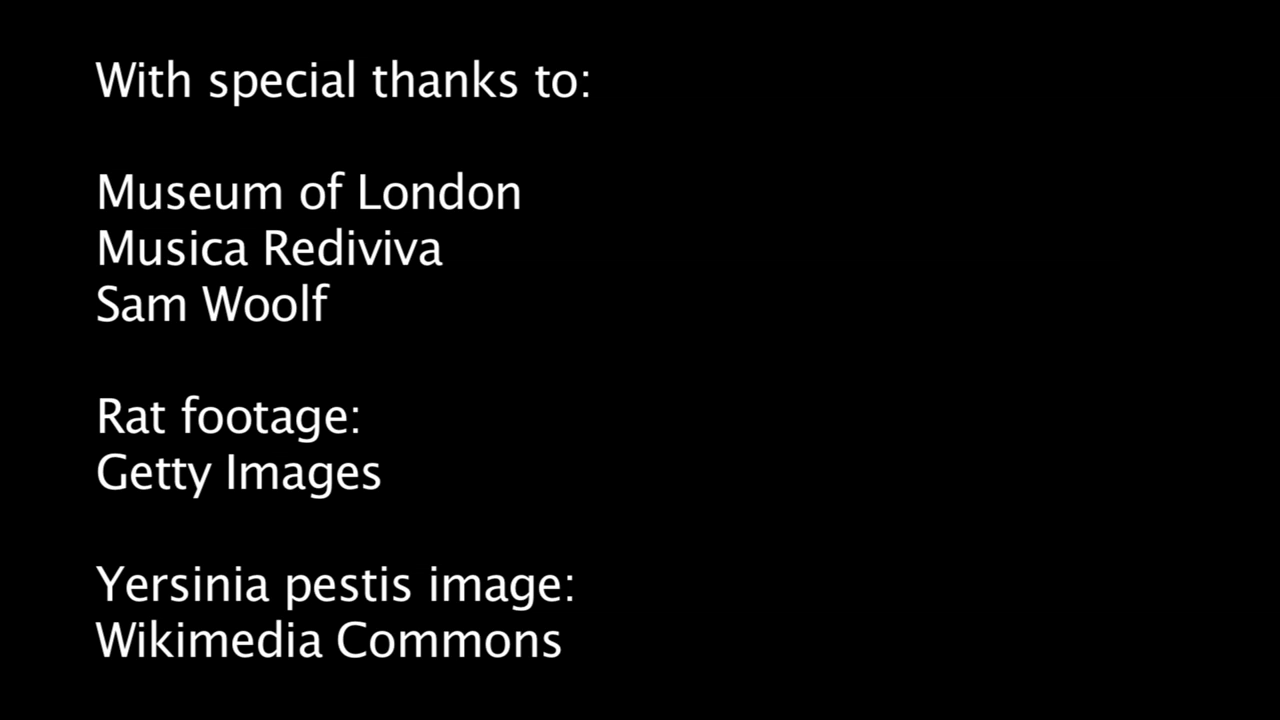 With special thanks to:
Museum of London
Musica Rediviva
Sam Woolf
Rat footage:
Getty Images
Yersinia pestis image:
Wikimedia Commons